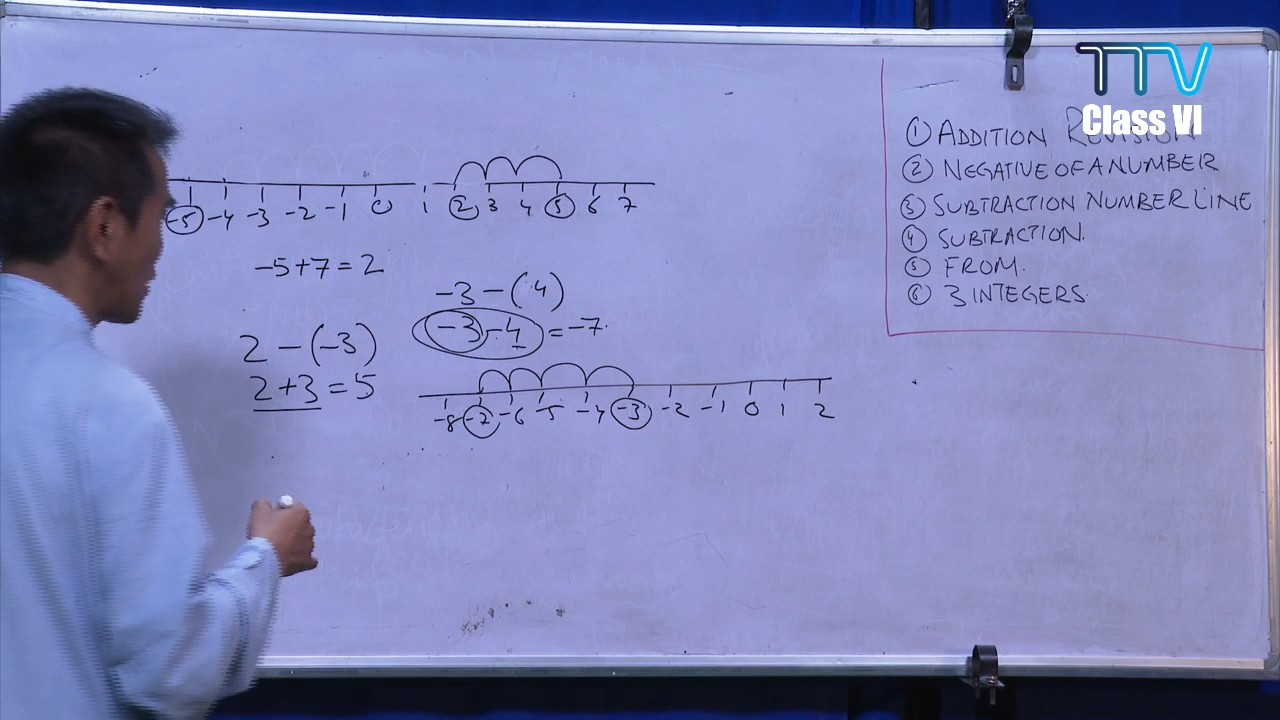 TTV
Class VI
① ADDITION REVISION
② NEGATIVE OF A NUMBER
③ SUBTRACTION NUMBER LINE
④ SUBTRACTION.
⑤ FROM.
⑥ 3 INTEGERS.
-5 -4 -3 -2 -1 0 1 2 3 4 5 6 7
-5+7=2
-3-(4)
-3-4=-7
2-(-3)
2+3=5
-8 -7 -6 -5 -4 -3 -2 -1 0 1 2